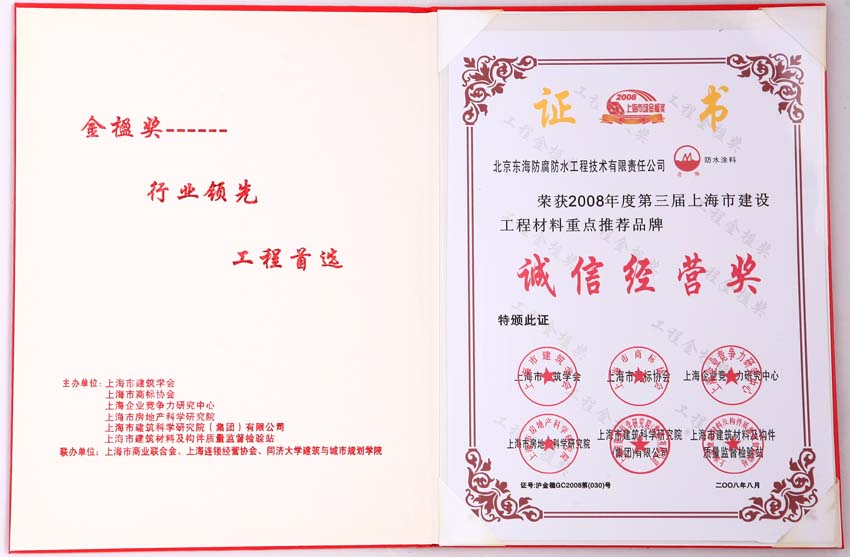 金楹奖------
行业领先
工程首选
主办单位:上海市建筑学会
上海市商标协会
上海企业竞争力研究中心
上海市房地产科学研究院
上海市建筑科学研究院（集团）有限公司
上海市建筑材料及构件质量监督检验站
联办单位:上海市商业联合会、上海连锁经营协会、同济大学建筑与城市规划学院
证 书
2008
北京东海防腐防水工程技术有限责任公司 防水涂料
荣获2008年度第三届上海市建设
工程材料重点推荐品牌
诚信经营奖
特颁此证
上海市建筑学会 上海市商标协会 上海企业竞争力研究中心
上海市房地产科学研究院 上海市建筑科学研究院 上海市建筑材料及构件
(集团)有限公司 质量监督检验站
证号:沪金楹GC2008第(030)号 二〇〇八年八月